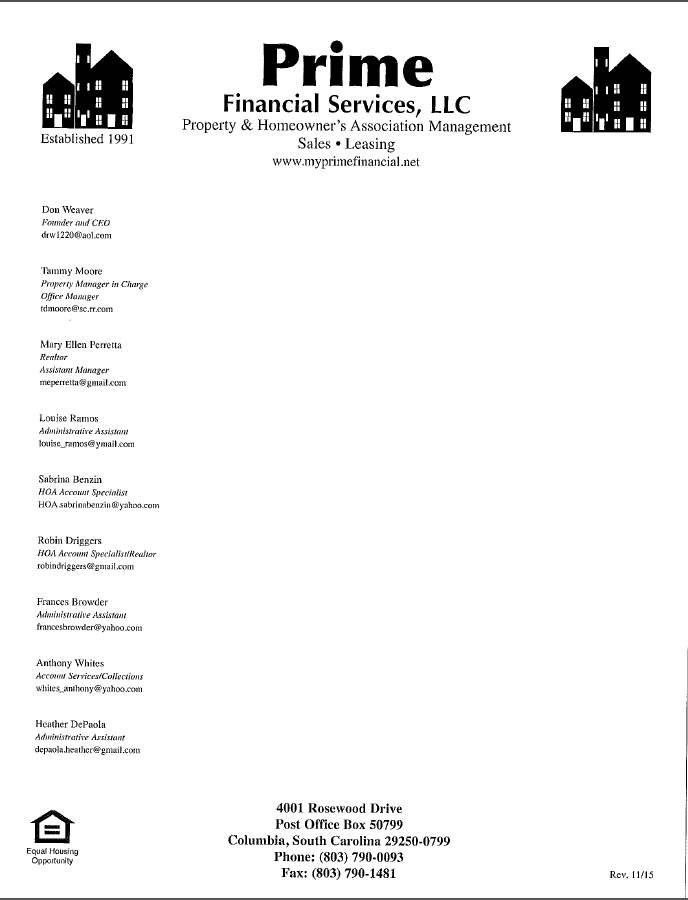 Prime
Financial Services, LLC
Property & Homeowner's Association Management
Sales • Leasing
www.myprimefinancial.net
Established 1991
Don Weaver
Founder and CEO
drw1220@aol.com
Tammy Moore
Property Manager in Charge
Office Manager
tdmoore@sc.rr.com
Mary Ellen Perretta
Realtor
Assistant Manager
meperretta@gmail.com
Louise Ramos
Administrative Assistant
louise_ramos@ymail.com
Sabrina Benzin
HOA Account Specialist
HOA.sabrinabenzin@yahoo.com
Robin Driggers
HOA Account Specialist/Realtor
robindriggers@gmail.com
Frances Browder
Administrative Assistant
francesbrowder@yahoo.com
Anthony Whites
Account Services/Collections
whites_anthony@yahoo.com
Heather DePaola
Administrative Assistant
depaola.heather@gmail.com
Equal Housing
Opportunity
4001 Rosewood Drive
Post Office Box 50799
Columbia, South Carolina 29250-0799
Phone: (803) 790-0093
Fax: (803) 790-1481
Rev. 11/15